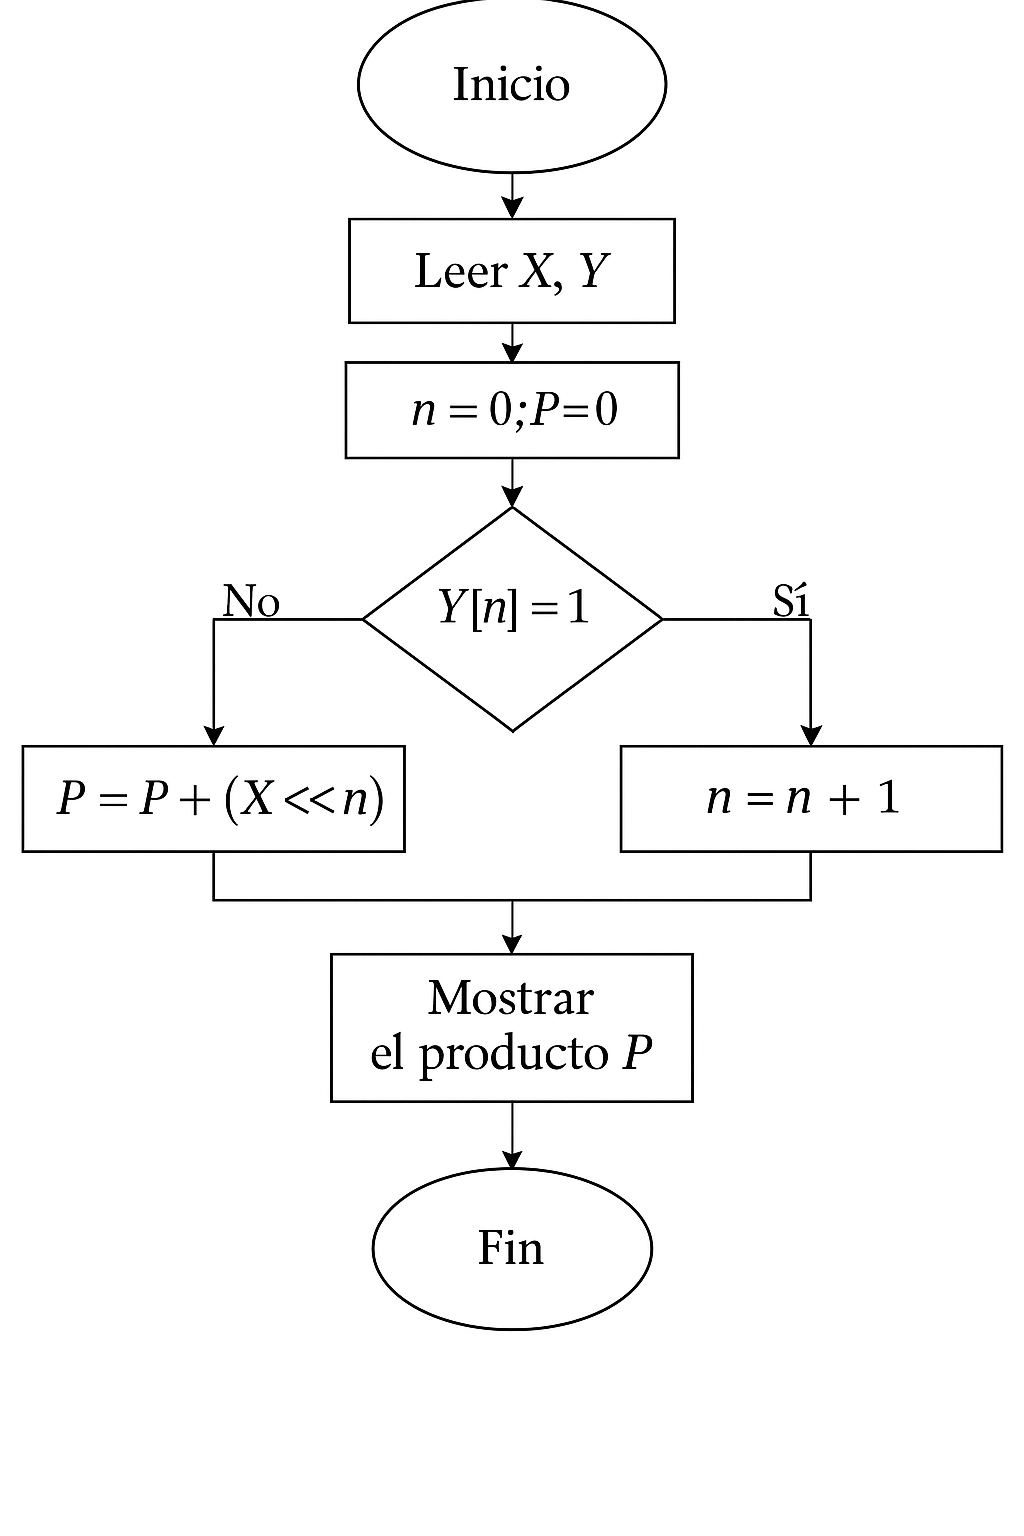 Inicio
Leer X, Y
n = 0; P = 0
Y[n] = 1
No
Sí
P = P + (X << n)
n = n + 1
Mostrar
el producto P
Fin